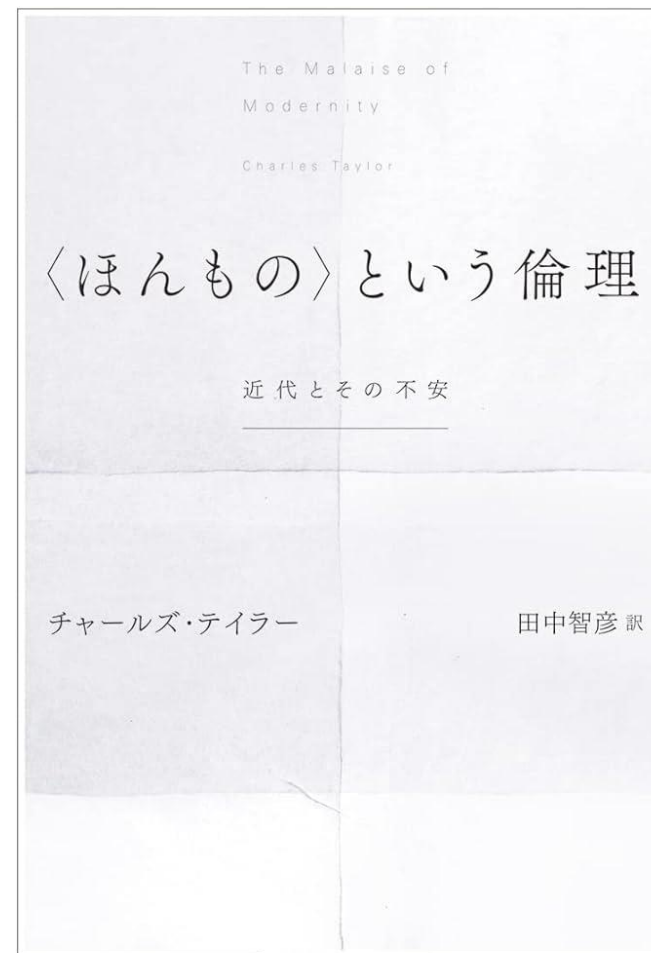 The Malaise of
Modernity
Charles Taylor
〈ほんもの〉という倫理
近代とその不安
チャールズ・テイラー
田中智彦 訳